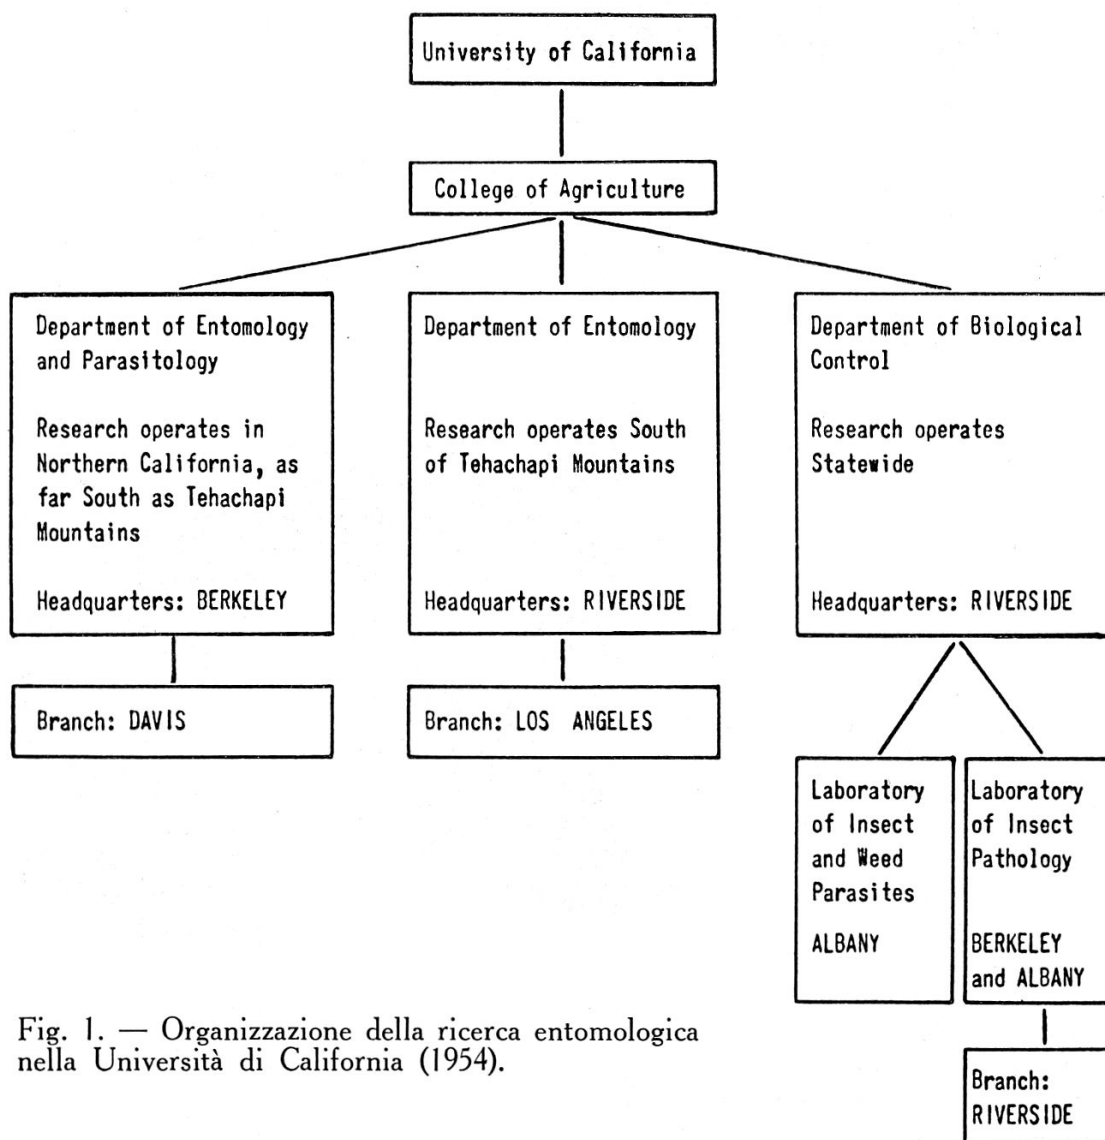 University of California
College of Agriculture
Department of Entomology
and Parasitology
Research operates in
Northern California, as
far South as Tehachapi
Mountains
Headquarters: BERKELEY
Branch: DAVIS
Department of Entomology
Research operates South
of Tehachapi Mountains
Headquarters: RIVERSIDE
Branch: LOS ANGELES
Department of Biological
Control
Research operates
Statewide
Headquarters: RIVERSIDE
Laboratory
of Insect
and Weed
Parasites
ALBANY
Laboratory
of Insect
Pathology
BERKELEY
and ALBANY
Branch:
RIVERSIDE
Fig. 1. — Organizzazione della ricerca entomologica
nella Università di California (1954).